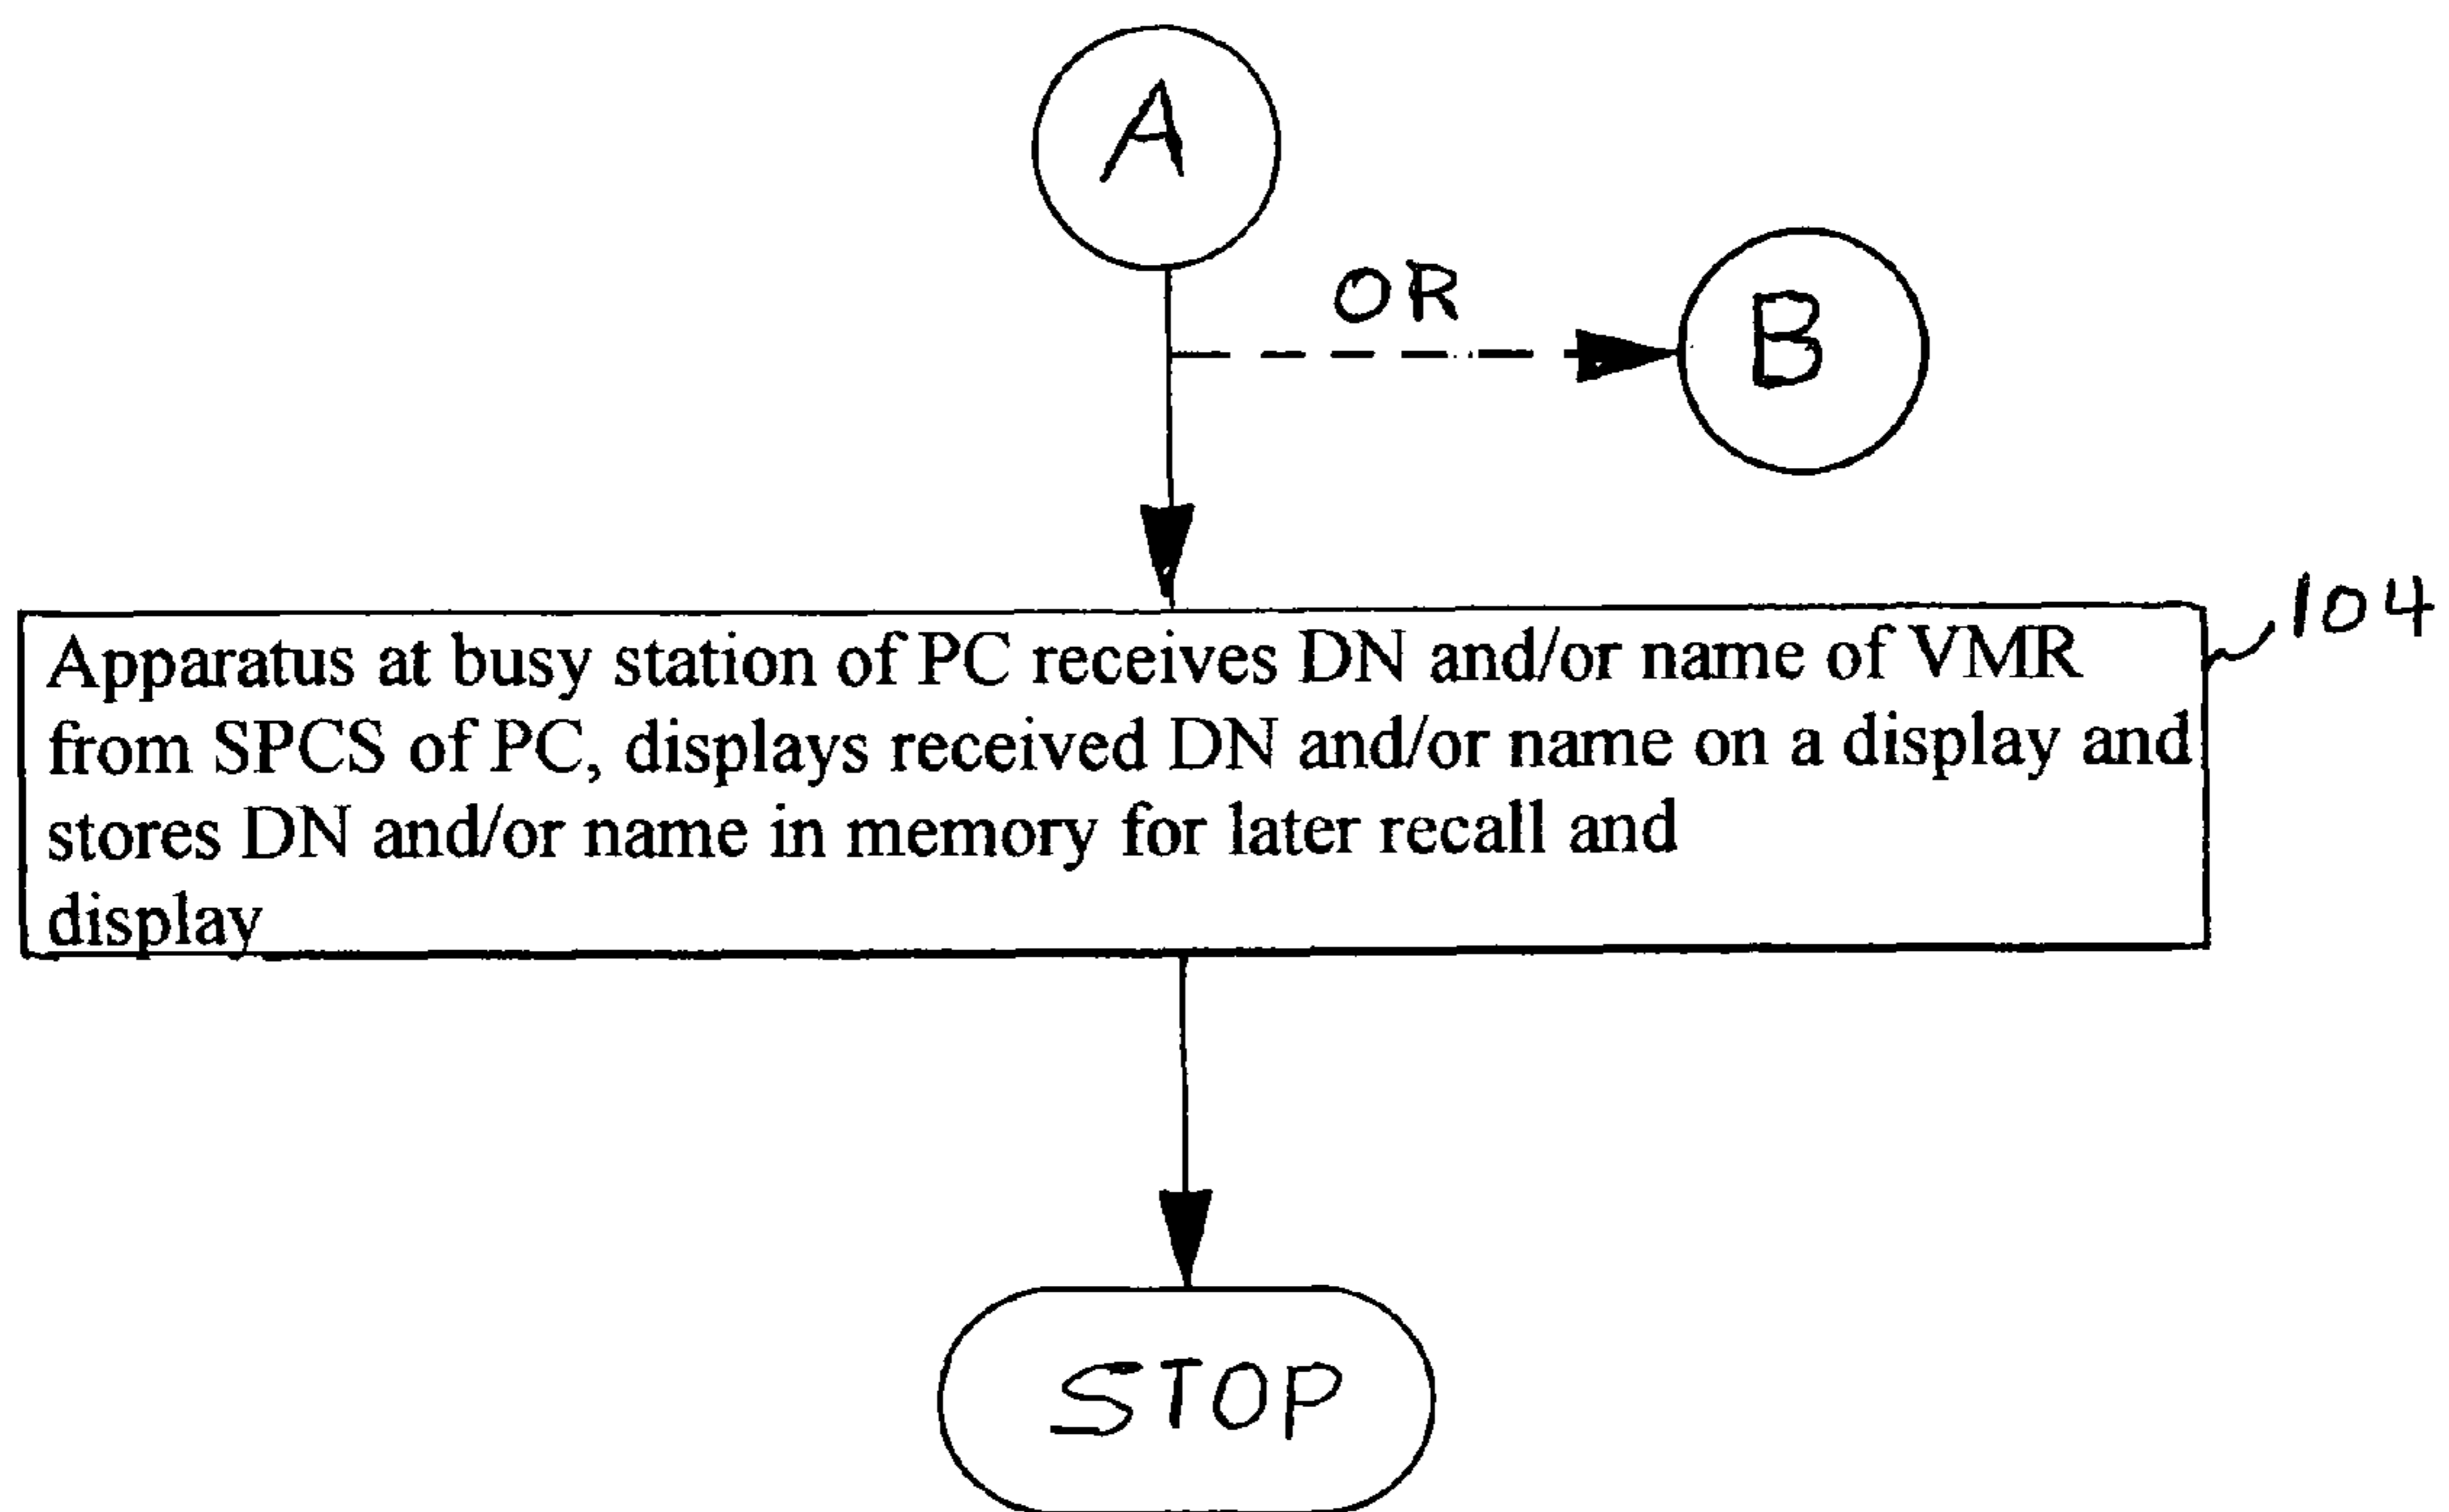 A
OR
B
104
Apparatus at busy station of PC receives DN and/or name of VMR
from SPCS of PC, displays received DN and/or name on a display and
stores DN and/or name in memory for later recall and
display
STOP